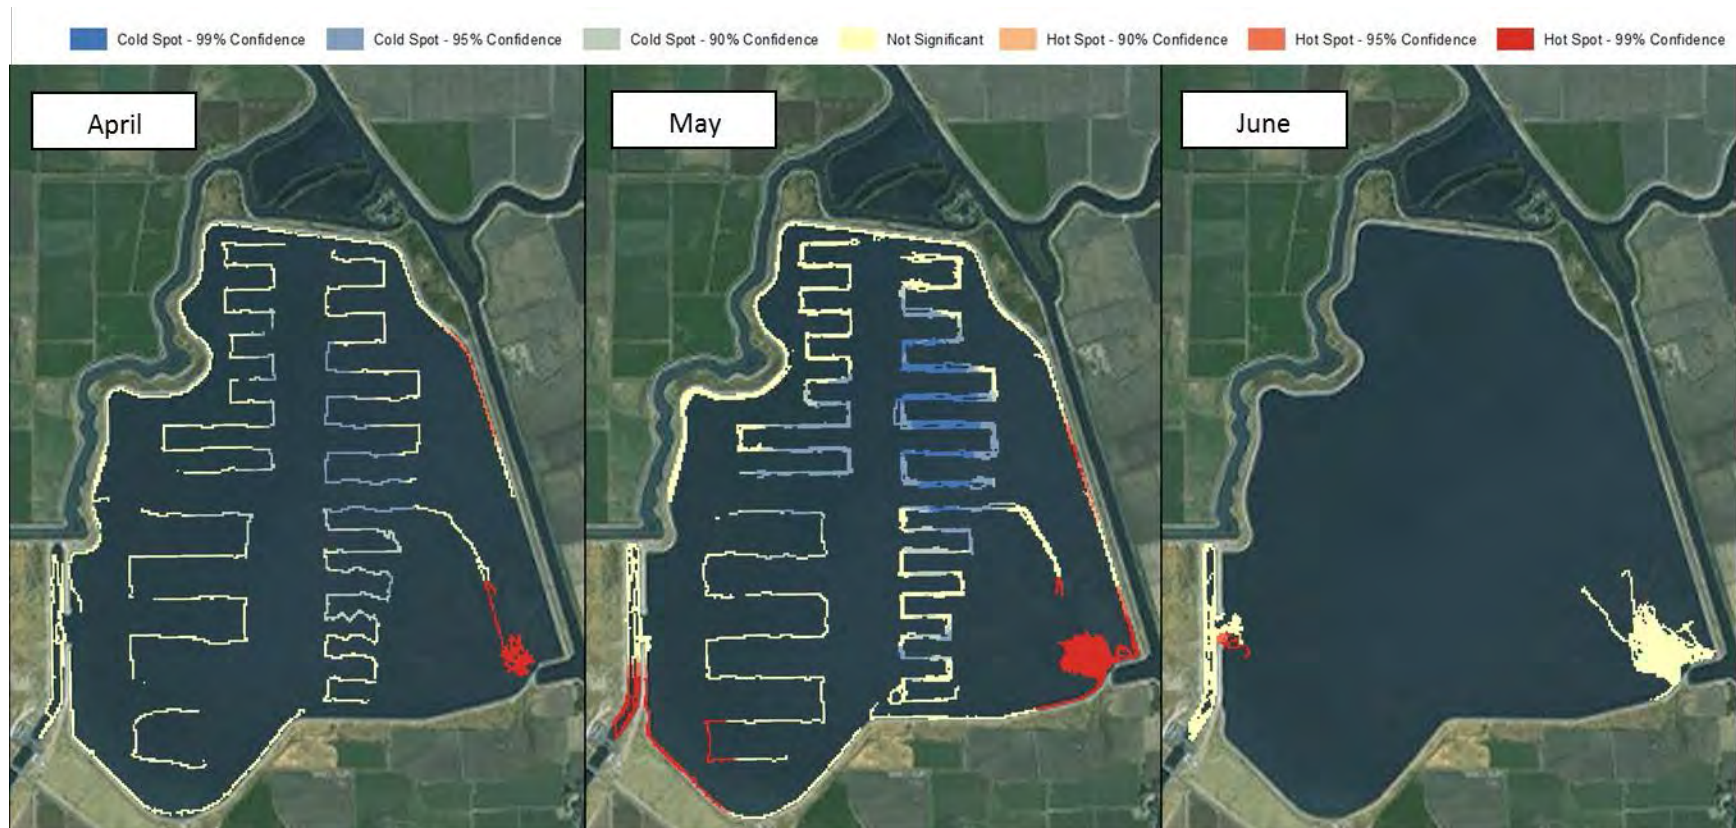 Cold Spot - 99% Confidence Cold Spot - 95% Confidence Cold Spot - 90% Confidence Not Significant Hot Spot - 90% Confidence Hot Spot - 95% Confidence Hot Spot - 99% Confidence
April May June